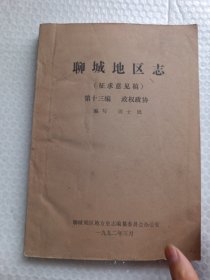 聊城地区志
（征求意见稿）
第十三编 政权政协
编写
聊城地区地方史志编纂委员会办公室
一九九二年三月